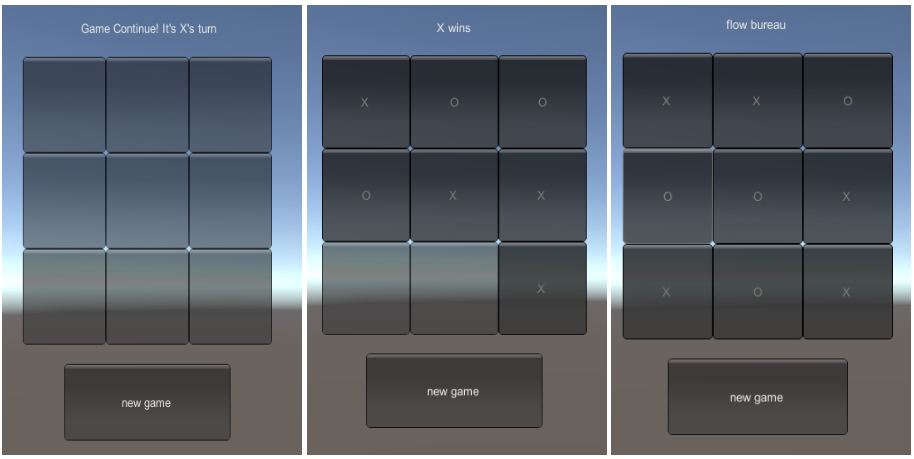 Game Continue! It's X's turn
new game
X wins
X O O
O X X
X
new game
flow bureau
X X O
O O X
X O X
new game